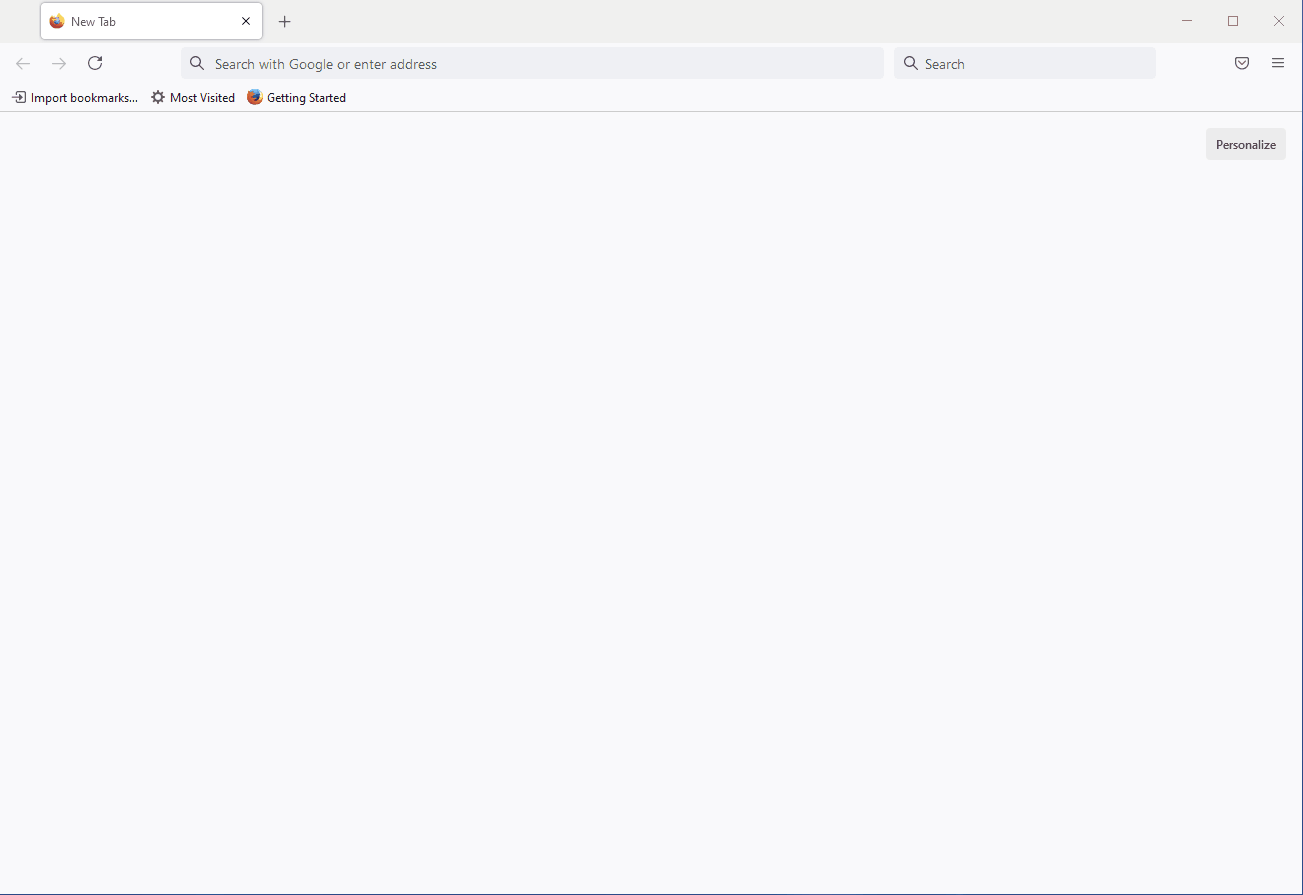 New Tab
Search with Google or enter address
Search
Import bookmarks...
Most Visited
Getting Started
Personalize